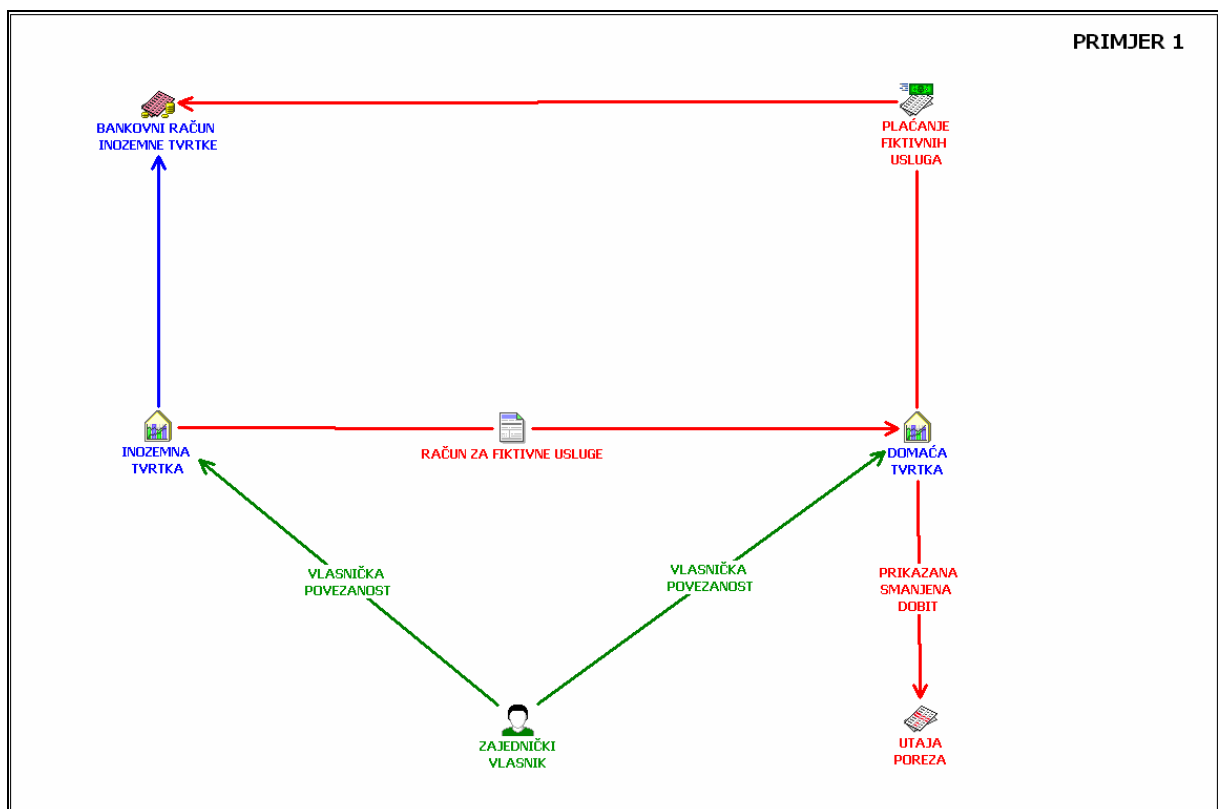 PRIMJER 1
BANKOVNI RAČUN
INOZEMNE TVRTKE
PLAĆANJE
FIKTIVNIH
USLUGA
INOZEMNA
TVRTKA
RAČUN ZA FIKTIVNE USLUGE
DOMAĆA
TVRTKA
VLASNIČKA
POVEZANOST
VLASNIČKA
POVEZANOST
PRIKAZANA
SMANJENA
DOBIT
ZAJEDNIČKI
VLASNIK
UTAJA
POREZA